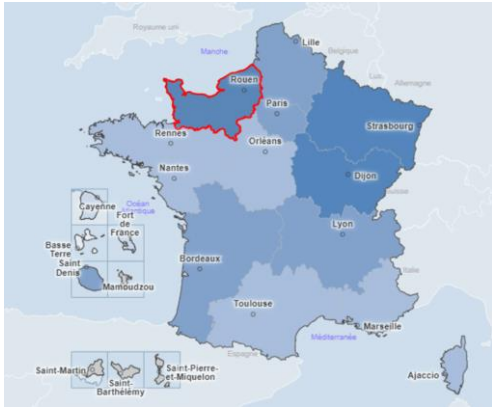 Royaume uni
Lille
Manche
Belgique
Rouen
Lux.
Allemagne
Paris
Strasbourg
Rennes
Orléans
Nantes
Dijon
Cayenne
Océan
Atlantique
Fort
de
France
Lyon
Basse
Terre
Saint
Denis
Bordeaux
Italie
Mamoudzou
Toulouse
Marseille
Méditerranée
Espagne
Saint-Martin
Saint-Pierre
et-Miquelon
Saint-
Barthélémy
Ajaccio